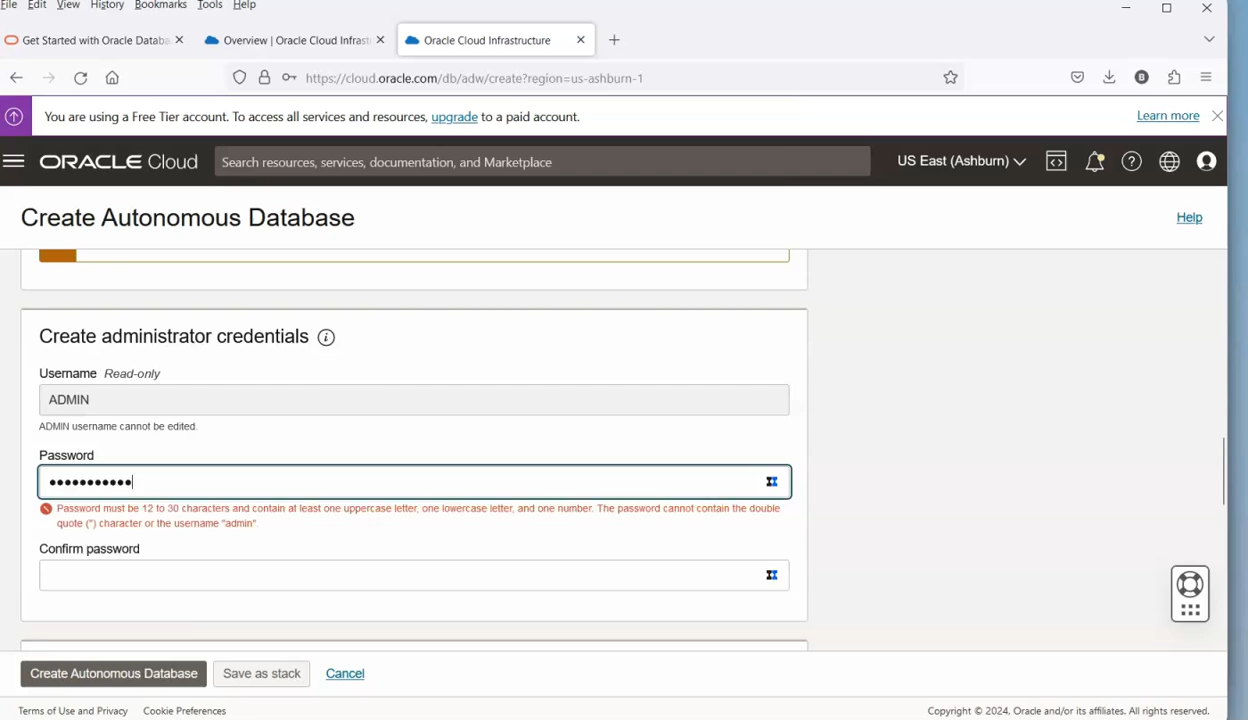 File Edit View History Bookmarks Tools Help
Get Started with Oracle Databa
Overview | Oracle Cloud Infrast
Oracle Cloud Infrastructure
https://cloud.oracle.com/db/adw/create?region=us-ashburn-1
B
You are using a Free Tier account. To access all services and resources, upgrade to a paid account.
Learn more
ORACLE Cloud
Search resources, services, documentation, and Marketplace
US East (Ashburn)
Create Autonomous Database
Help
Create administrator credentials
Username Read-only
ADMIN
ADMIN username cannot be edited.
Password
•••••••••••
Password must be 12 to 30 characters and contain at least one uppercase letter, one lowercase letter, and one number. The password cannot contain the double
quote (") character or the username "admin".
Confirm password
Create Autonomous Database
Save as stack
Cancel
Terms of Use and Privacy
Cookie Preferences
Copyright © 2024, Oracle and/or its affiliates. All rights reserved.